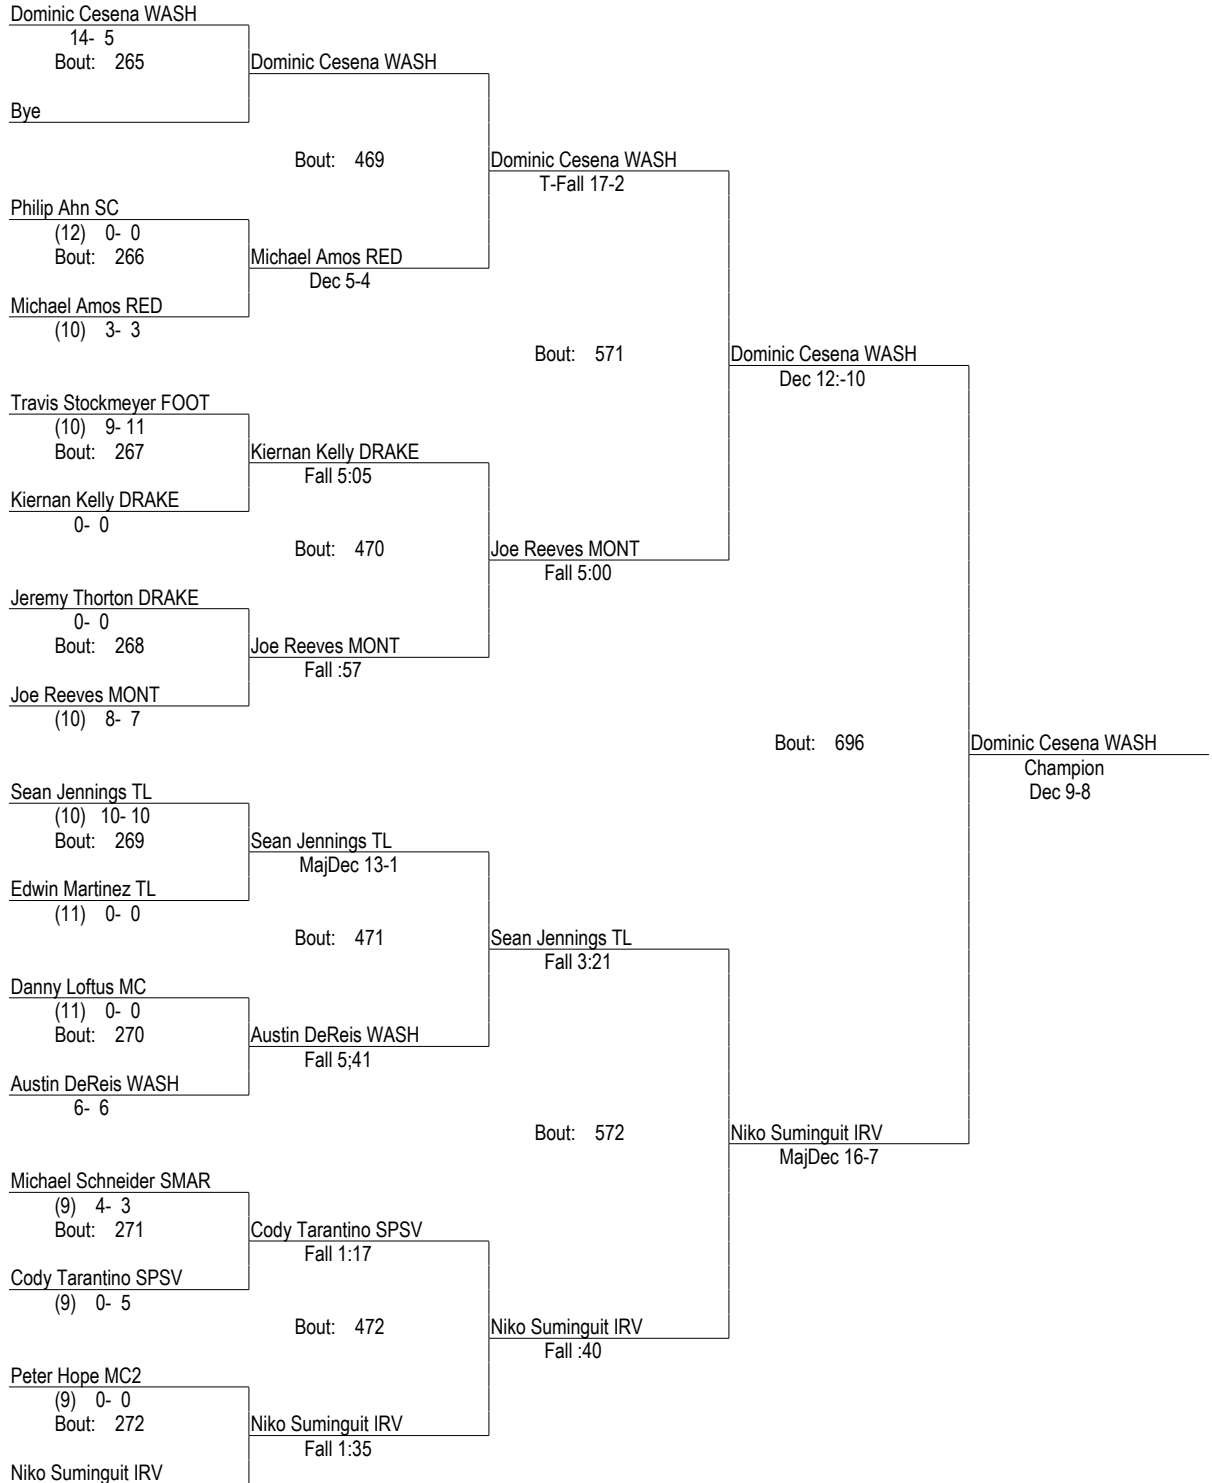 Dominic Cesena WASH
14- 5
Bout: 265
Dominic Cesena WASH
Bye
Bout: 469
Dominic Cesena WASH
T-Fall 17-2
Philip Ahn SC
(12) 0- 0
Bout: 266
Michael Amos RED
Dec 5-4
Michael Amos RED
(10) 3- 3
Bout: 571
Dominic Cesena WASH
Dec 12:-10
Travis Stockmeyer FOOT
(10) 9- 11
Bout: 267
Kiernan Kelly DRAKE
Fall 5:05
Kiernan Kelly DRAKE
0- 0
Bout: 470
Joe Reeves MONT
Fall 5:00
Jeremy Thorton DRAKE
0- 0
Bout: 268
Joe Reeves MONT
Fall :57
Joe Reeves MONT
(10) 8- 7
Bout: 696
Dominic Cesena WASH
Champion
Dec 9-8
Sean Jennings TL
(10) 10- 10
Bout: 269
Sean Jennings TL
MajDec 13-1
Edwin Martinez TL
(11) 0- 0
Bout: 471
Sean Jennings TL
Fall 3:21
Danny Loftus MC
(11) 0- 0
Bout: 270
Austin DeReis WASH
Fall 5;41
Austin DeReis WASH
6- 6
Bout: 572
Niko Suminguit IRV
MajDec 16-7
Michael Schneider SMAR
(9) 4- 3
Bout: 271
Cody Tarantino SPSV
Fall 1:17
Cody Tarantino SPSV
(9) 0- 5
Bout: 472
Niko Suminguit IRV
Fall :40
Peter Hope MC2
(9) 0- 0
Bout: 272
Niko Suminguit IRV
Fall 1:35
Niko Suminguit IRV